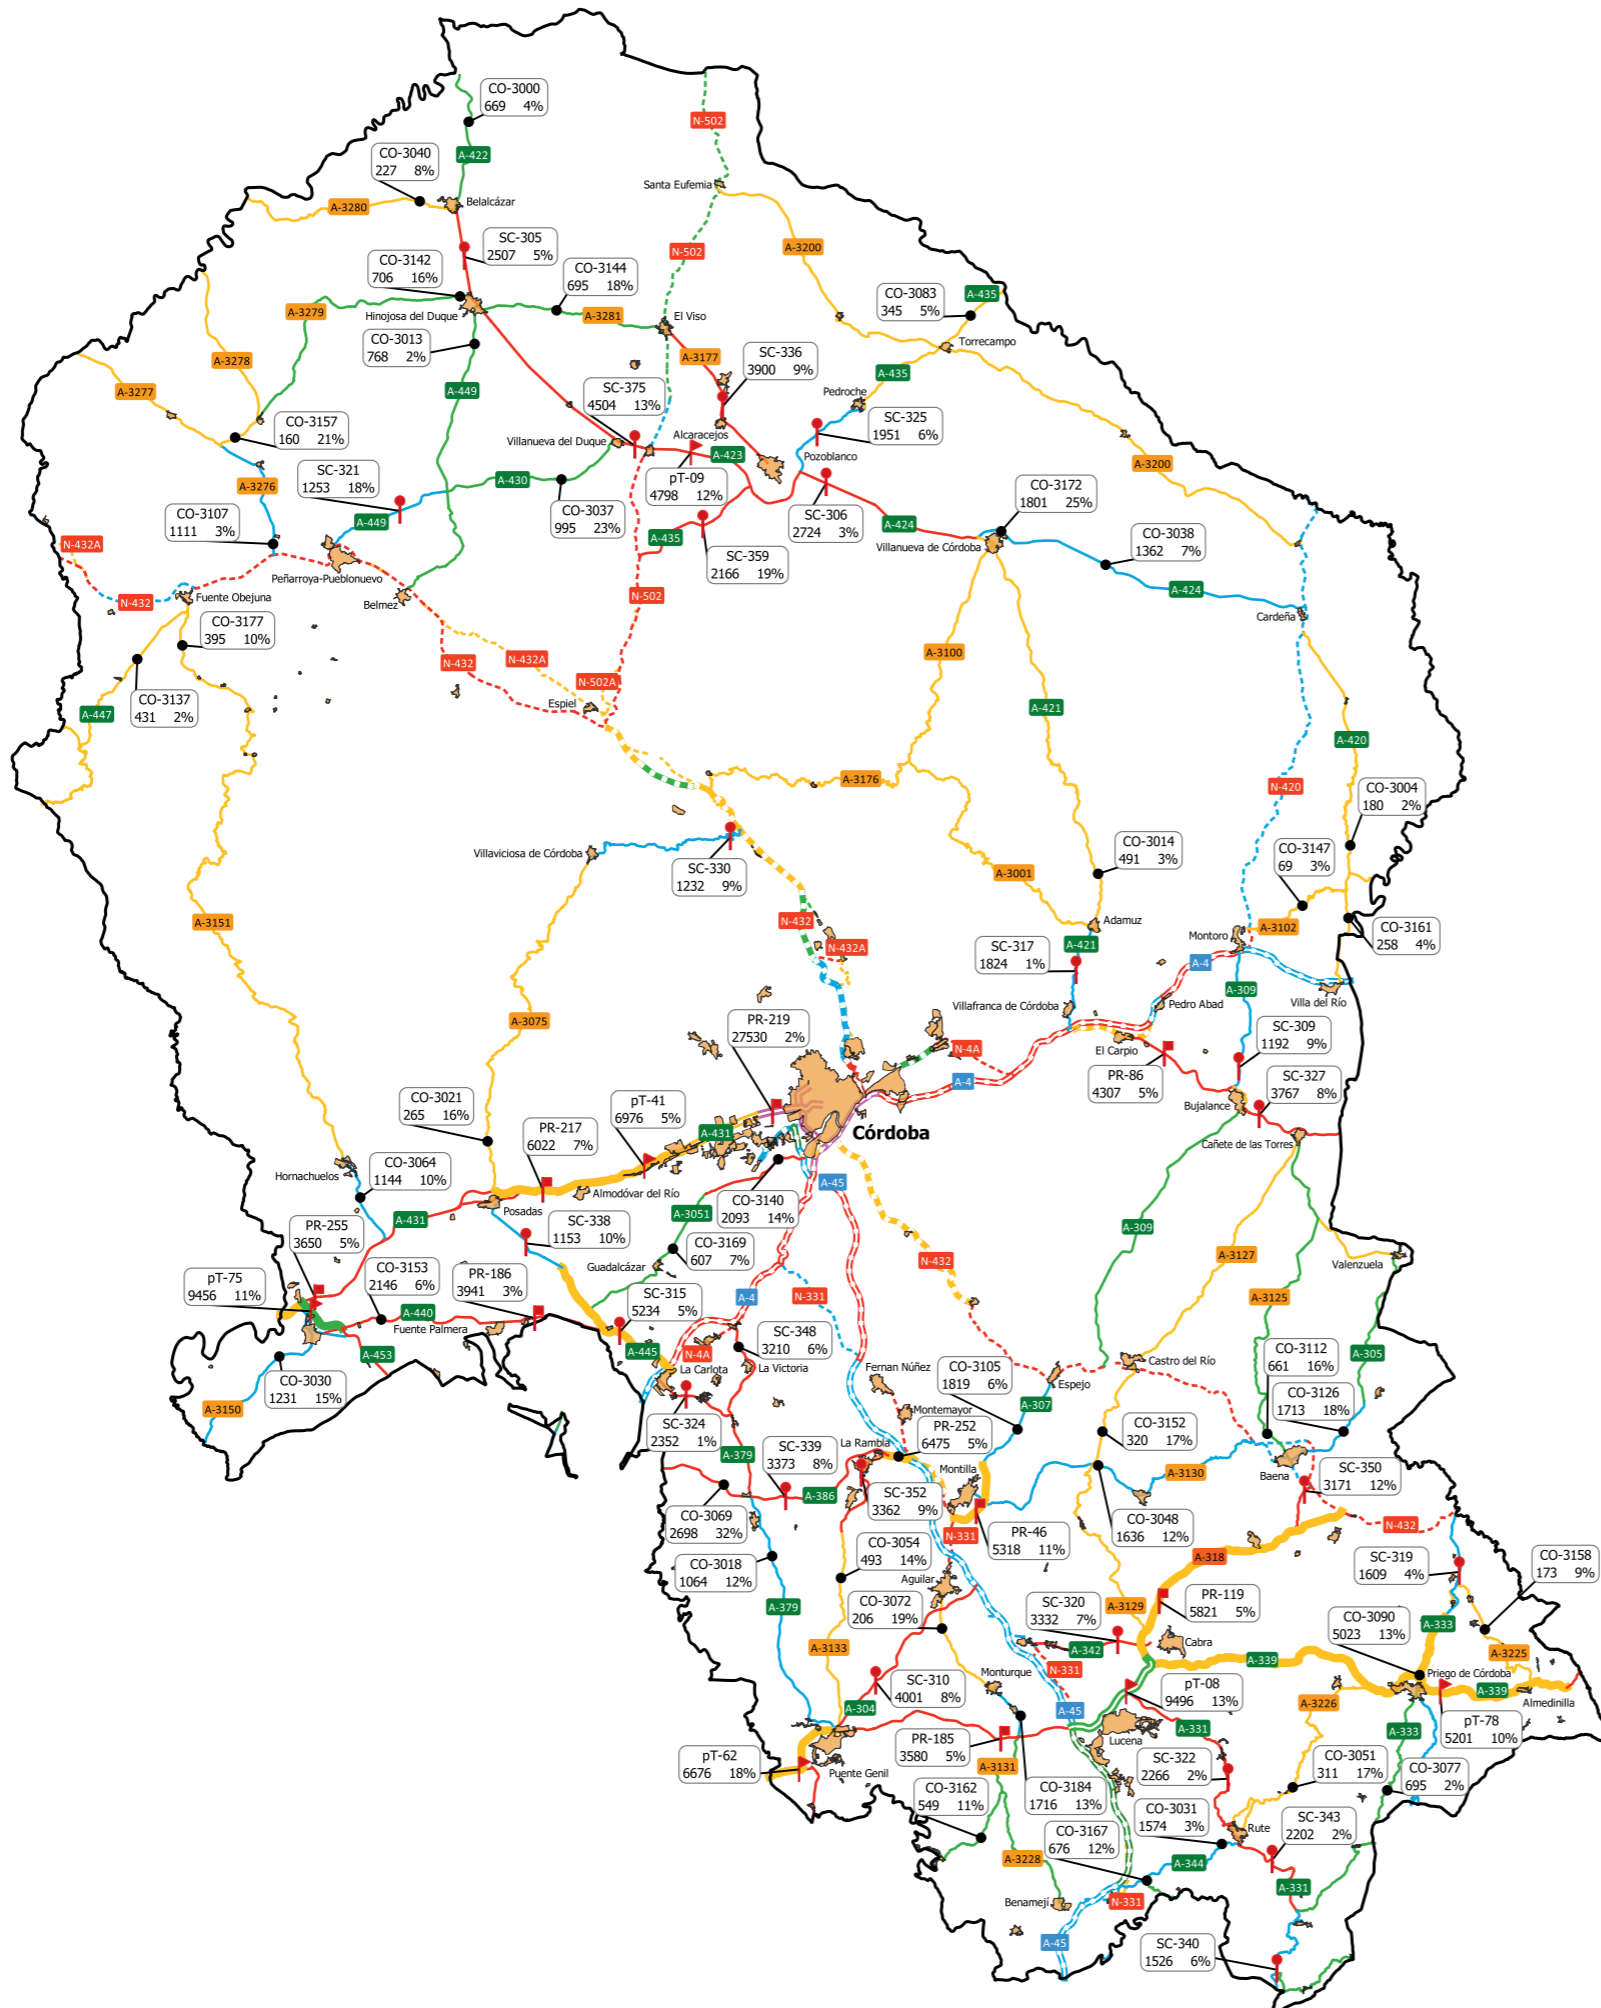 CO-3000
669 4%
N-502
CO-3040
227 8%
A-422
Santa Eufemia
A-3280
Belalcázar
SC-305
2507 5%
N-502
A-3200
CO-3142
706 16%
CO-3144
695 18%
CO-3083
345 5%
A-435
A-3279
Hinojosa del Duque
A-3281
El Viso
CO-3013
768 2%
Torrecampo
A-3278
A-3177
SC-336
3900 9%
A-435
A-3277
A-449
SC-375
4504 13%
Pedroche
CO-3157
160 21%
SC-325
1951 6%
Villanueva del Duque
Alcaracejos
A-423
Pozoblanco
A-3200
SC-321
1253 18%
A-3276
A-430
pT-09
4798 12%
CO-3172
1801 25%
CO-3107
1111 3%
A-449
CO-3037
995 23%
SC-306
2724 3%
A-424
N-432A
A-435
Villanueva de Córdoba
CO-3038
1362 7%
SC-359
2166 19%
Peñarroya-Pueblonuevo
N-432
Fuente Obejuna
Belmez
N-502
A-424
Cardeña
CO-3177
395 10%
N-432
N-432A
A-3100
N-502A
CO-3137
431 2%
A-447
Espiel
A-421
A-420
A-3176
N-420
CO-3004
180 2%
Villaviciosa de Córdoba
SC-330
1232 9%
CO-3014
491 3%
CO-3147
69 3%
A-3001
A-3151
N-432
Adamuz
A-3102
CO-3161
258 4%
N-432A
SC-317
1824 1%
A-421
Montoro
A-4
A-309
Villa del Río
Villafranca de Córdoba
Pedro Abad
A-3075
PR-219
27530 2%
El Carpio
SC-309
1192 9%
N-4A
PR-86
4307 5%
A-4
SC-327
3767 8%
Bujalance
CO-3021
265 16%
pT-41
6976 5%
PR-217
6022 7%
A-431
Córdoba
Cañete de las Torres
Hornachuelos
CO-3064
1144 10%
Almodóvar del Río
A-45
Posadas
CO-3140
2093 14%
A-431
A-3051
PR-255
3650 5%
SC-338
1153 10%
A-309
CO-3169
607 7%
A-3127
Guadalcázar
N-432
Valenzuela
pT-75
9456 11%
CO-3153
2146 6%
PR-186
3941 3%
SC-315
5234 5%
A-4
N-331
A-3125
A-440
Fuente Palmera
SC-348
3210 6%
A-453
A-445
N-4A
La Carlota
La Victoria
Fernan Núñez
CO-3105
1819 6%
Castro del Río
CO-3112
661 16%
A-305
CO-3030
1231 15%
Espejo
CO-3126
1713 18%
A-3150
Montemayor
A-307
SC-324
2352 1%
PR-252
6475 5%
CO-3152
320 17%
La Rambla
A-379
SC-339
3373 8%
Montilla
A-3130
Baena
SC-350
3171 12%
A-386
SC-352
3362 9%
CO-3069
2698 32%
N-331
PR-46
5318 11%
CO-3048
1636 12%
N-432
CO-3054
493 14%
CO-3018
1064 12%
A-318
SC-319
1609 4%
CO-3158
173 9%
Aguilar
A-379
CO-3072
206 19%
SC-320
3332 7%
A-3129
PR-119
5821 5%
CO-3090
5023 13%
A-333
A-3133
A-342
Cabra
A-3225
A-339
N-331
Priego de Córdoba
SC-310
4001 8%
Monturque
pT-08
9496 13%
A-339
Almedinilla
A-304
A-45
A-3226
PR-185
3580 5%
A-331
A-333
pT-78
5201 10%
Lucena
pT-62
6676 18%
Puente Genil
A-3131
SC-322
2266 2%
CO-3051
311 17%
CO-3077
695 2%
CO-3162
549 11%
CO-3184
1716 13%
CO-3031
1574 3%
Rute
SC-343
2202 2%
CO-3167
676 12%
A-3228
A-344
A-331
Benamejí
N-331
A-45
SC-340
1526 6%